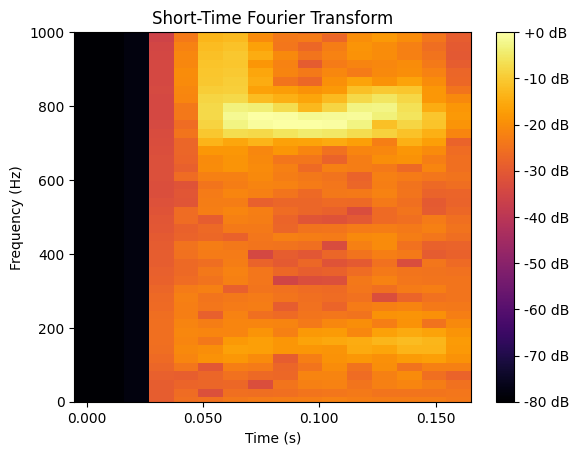 Short-Time Fourier Transform
1000
800
600
400
200
0
Frequency (Hz)
0.000
0.050
0.100
0.150
Time (s)
+0 dB
-10 dB
-20 dB
-30 dB
-40 dB
-50 dB
-60 dB
-70 dB
-80 dB